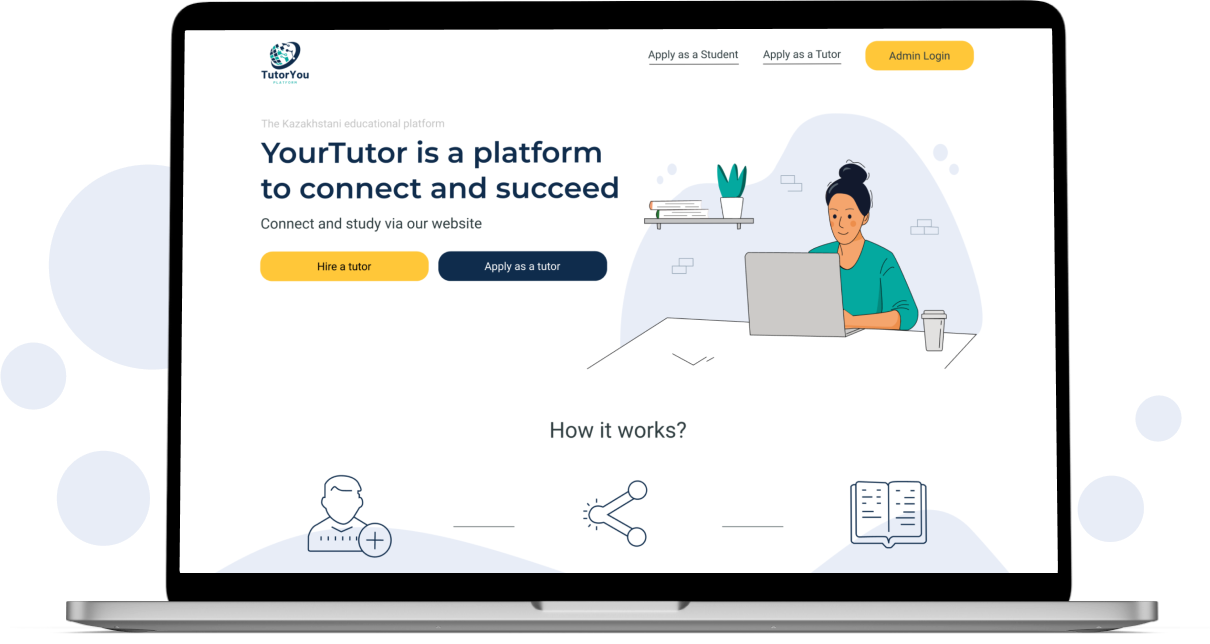 TutorYou
PLATFORM
Apply as a Student
Apply as a Tutor
Admin Login
The Kazakhstani educational platform
YourTutor is a platform
to connect and succeed
Connect and study via our website
Hire a tutor
Apply as a tutor
How it works?